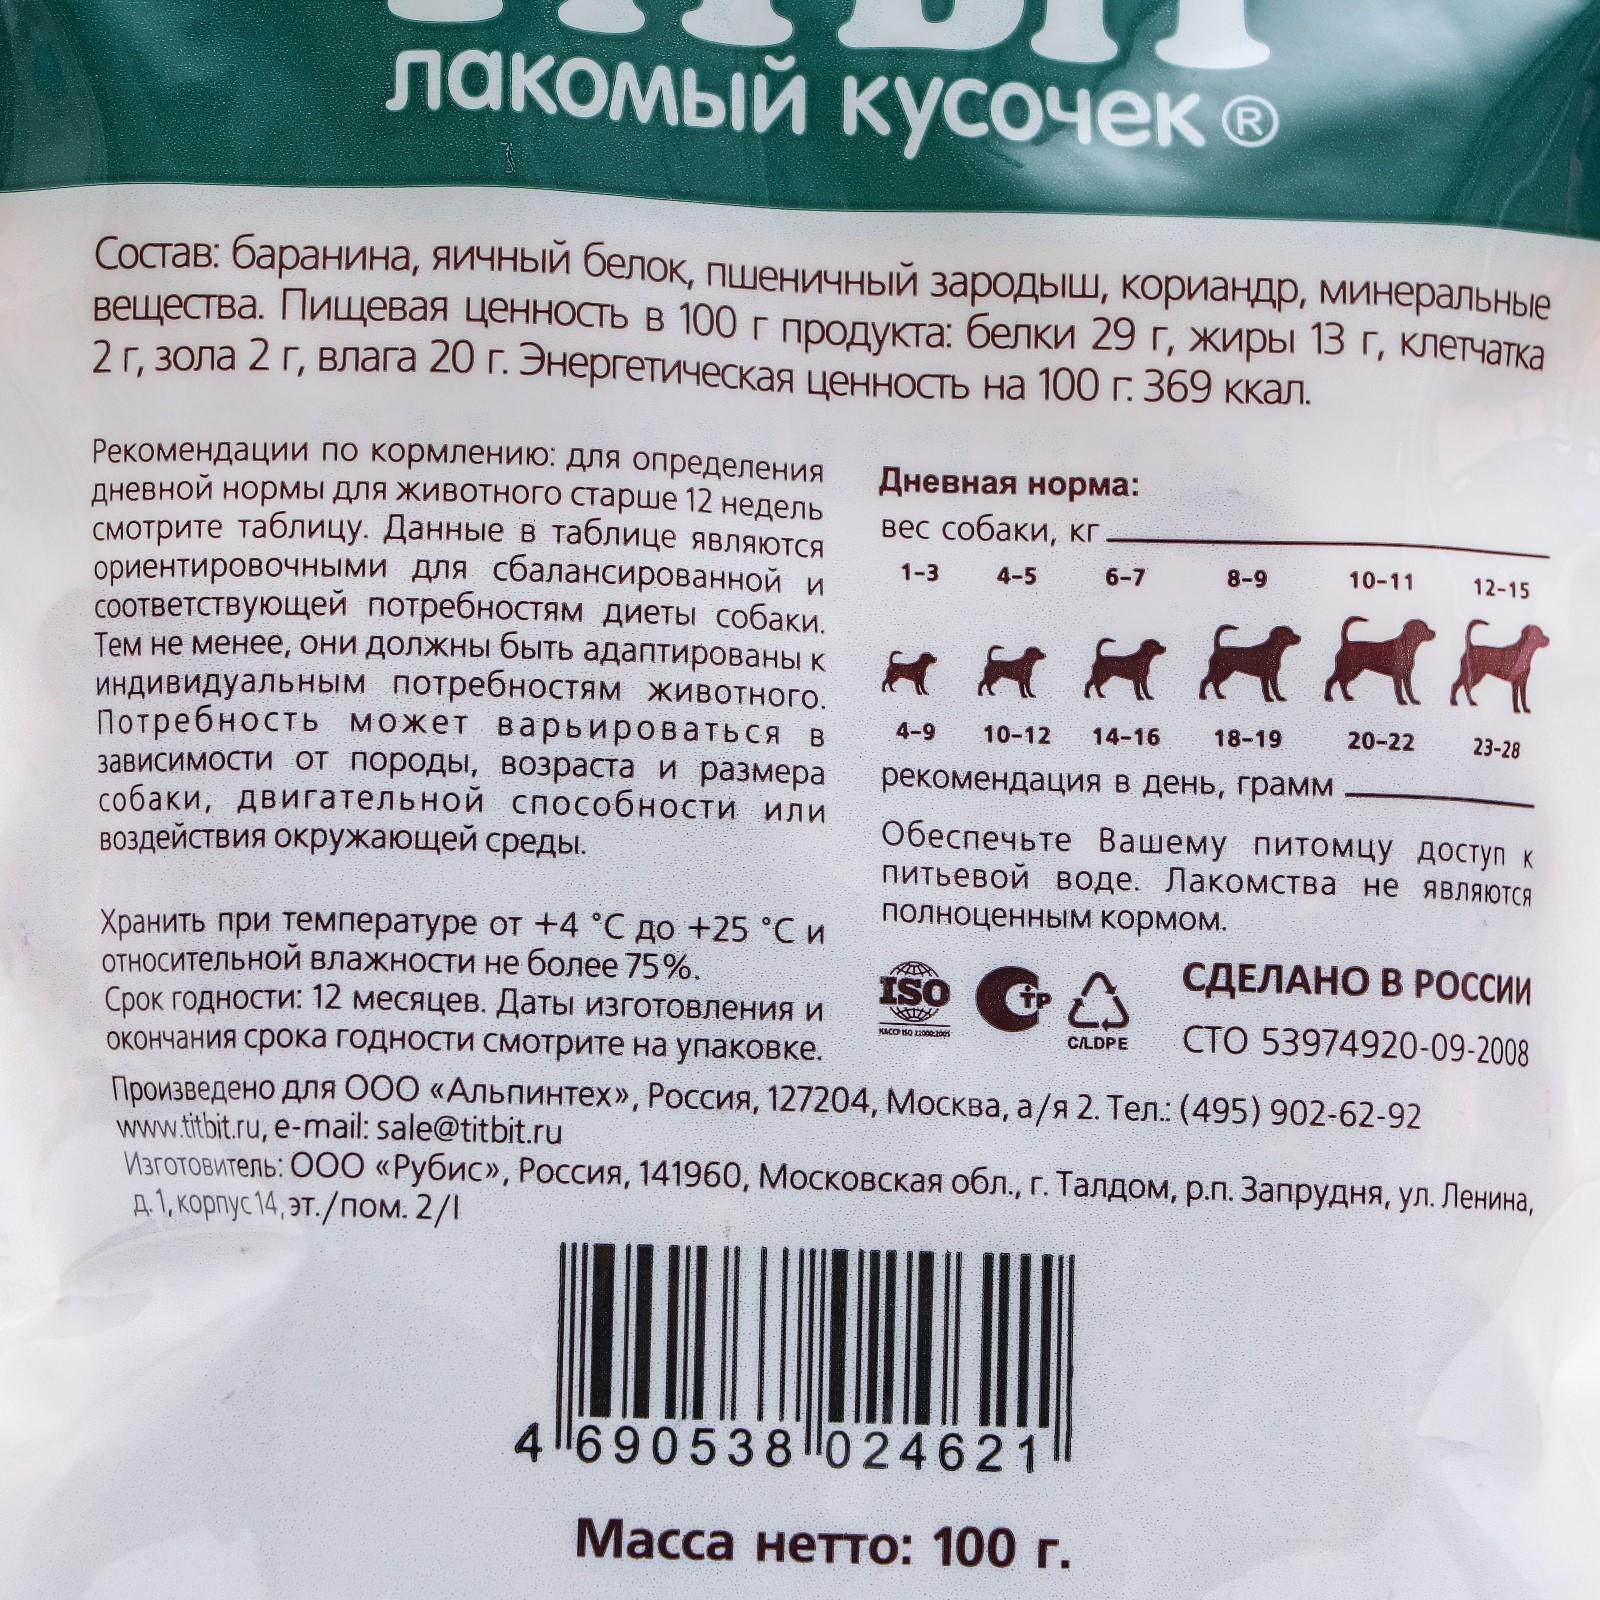 лакомый кусочек ®
Состав: баранина, яичный белок, пшеничный зародыш, кориандр, минеральные
вещества. Пищевая ценность в 100 г продукта: белки 29 г, жиры 13 г, клетчатка
2 г, зола 2 г, влага 20 г. Энергетическая ценность на 100 г: 369 ккал.
Рекомендации по кормлению: для определения
дневной нормы для животного старше 12 недель
смотрите таблицу. Данные в таблице являются
ориентировочными для сбалансированной и
соответствующей потребностям диеты собаки.
Тем не менее, они должны быть адаптированы к
индивидуальным потребностям животного.
Потребность может варьироваться в
зависимости от породы, возраста и размера
собаки, двигательной способности или
воздействия окружающей среды.
Хранить при температуре от +4 °С до +25 °С и
относительной влажности не более 75%.
Срок годности: 12 месяцев. Даты изготовления и
окончания срока годности смотрите на упаковке.
Дневная норма:
вес собаки, кг
1–3 4–5 6–7 8–9 10–11 12–15
4–9 10–12 14–16 18–19 20–22 23–28
рекомендация в день, грамм
Обеспечьте Вашему питомцу доступ к
питьевой воде. Лакомства не являются
полноценным кормом.
ISO
HACCP ISO 22000:2005
СТР
C/LDPE
СДЕЛАНО В РОССИИ
СТО 53974920-09-2008
Произведено для ООО «Альпинтех», Россия, 127204, Москва, а/я 2. Тел.: (495) 902-62-92
www.titbit.ru, e-mail: sale@titbit.ru
Изготовитель: ООО «Рубис», Россия, 141960, Московская обл., г. Талдом, р.п. Запрудня, ул. Ленина,
д. 1, корпус 14, эт./пом. 2/I
4 690538 024621
Масса нетто: 100 г.